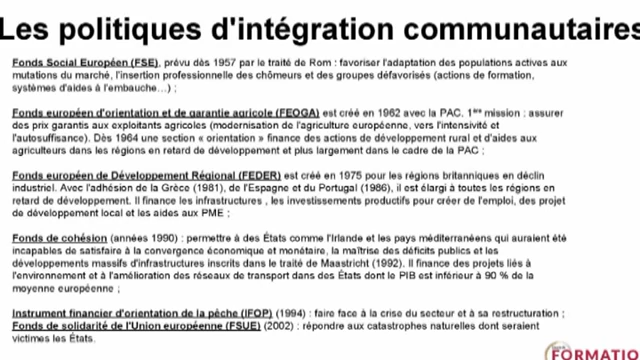 Les politiques d'intégration communautaires
Fonds Social Européen (FSE), prévu dès 1957 par le traité de Rom : favoriser l'adaptation des populations actives aux
mutations du marché, l'insertion professionnelle des chômeurs et des groupes défavorisés (actions de formation,
systèmes d'aides à l'embauche...) ;
Fonds européen d'orientation et de garantie agricole (FEOGA) est créé en 1962 avec la PAC. 1ère mission : assurer
des prix garantis aux exploitants agricoles (modernisation de l'agriculture européenne, vers l'intensivité et
l'autosuffisance). Dès 1964 une section « orientation » finance des actions de développement rural et d'aides aux
agriculteurs dans les régions en retard de développement et plus largement dans le cadre de la PAC ;
Fonds européen de Développement Régional (FEDER) est créé en 1975 pour les régions britanniques en déclin
industriel. Avec l'adhésion de la Grèce (1981), de l'Espagne et du Portugal (1986), il est élargi à toutes les régions en
retard de développement. Il finance les infrastructures , les investissements productifs pour créer de l'emploi, des projet
de développement local et les aides aux PME ;
Fonds de cohésion (années 1990) : permettre à des États comme l'Irlande et les pays méditerranéens qui auraient été
incapables de satisfaire à la convergence économique et monétaire, la maîtrise des déficits publics et les
développements massifs d'infrastructures inscrits dans le traité de Maastricht (1992). Il finance des projets liés à
l'environnement et à l'amélioration des réseaux de transport dans des États dont le PIB est inférieur à 90 % de la
moyenne européenne ;
Instrument financier d'orientation de la pêche (IFOP) (1994) : faire face à la crise du secteur et à sa restructuration ;
Fonds de solidarité de l'Union européenne (FSUE) (2002) : répondre aux catastrophes naturelles dont seraient
victimes les États.
FORMATIO